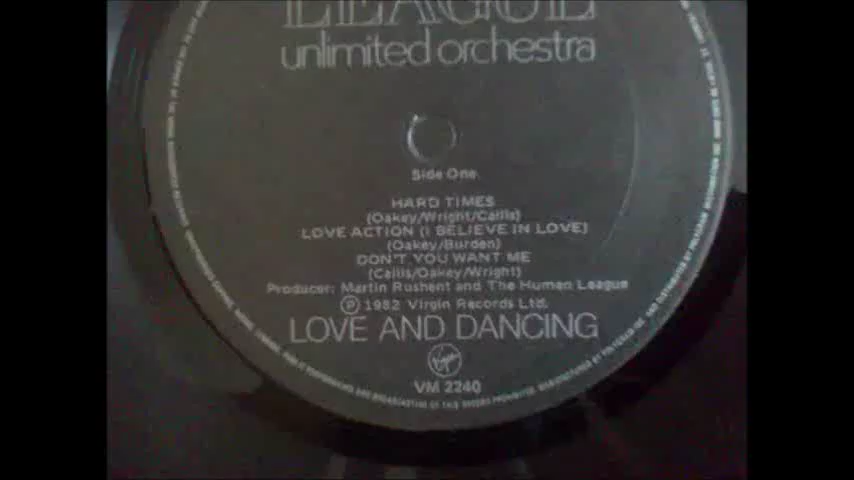 LEAGUE
unlimited orchestra
Side One
HARD TIMES
(Oakey/Wright/Callis)
LOVE ACTION (I BELIEVE IN LOVE)
(Oakey/Burden)
DON'T YOU WANT ME
(Callis/Oakey/Wright)
Producer: Martin Rushent and The Human League
℗ 1982 Virgin Records Ltd.
LOVE AND DANCING
Virgin
VM 2240